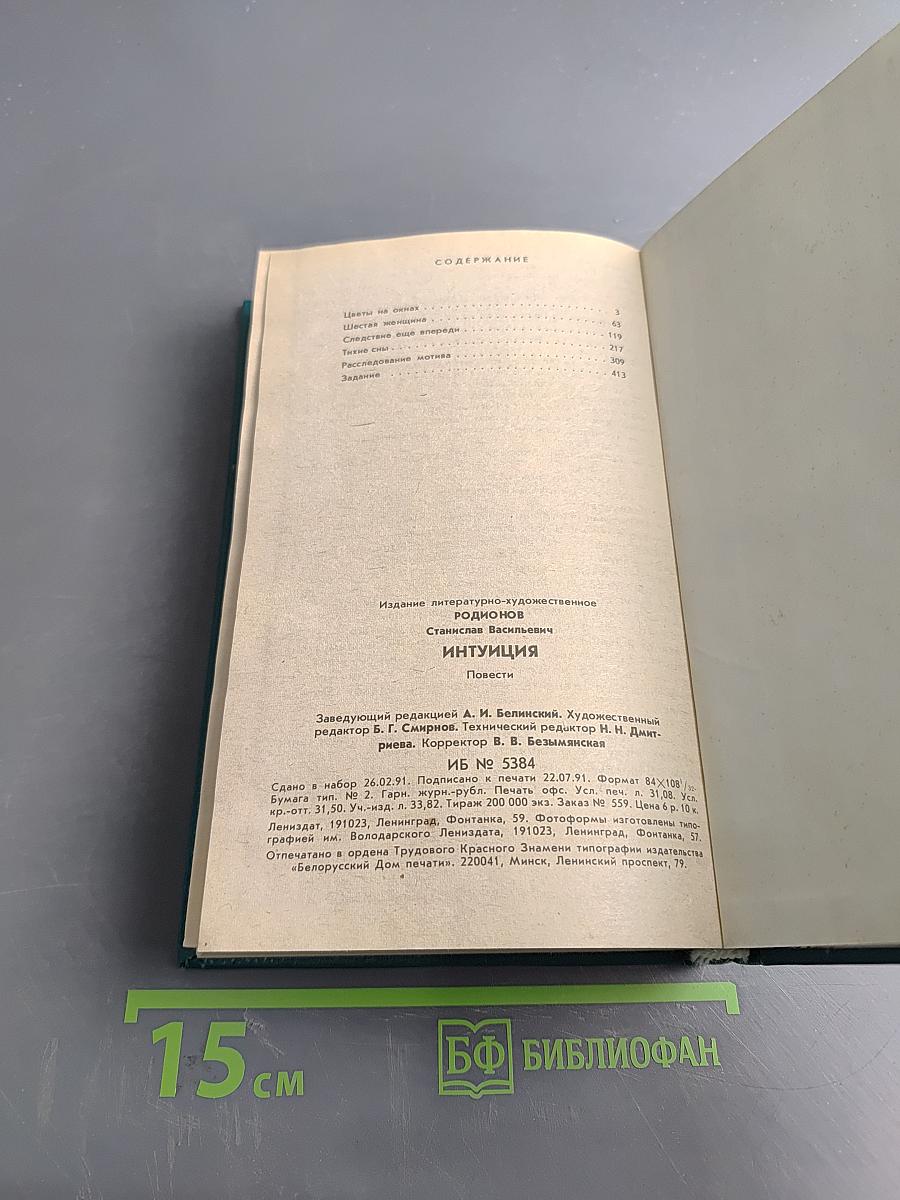 СОДЕРЖАНИЕ
Цветы на окнах . . . . . . . . . . . . . . . . . . . . 3
Шестая женщина . . . . . . . . . . . . . . . . . . . . 63
Следствие еще впереди . . . . . . . . . . . . . . . . . . . . 119
Тихие сны . . . . . . . . . . . . . . . . . . . . 217
Расследование мотива . . . . . . . . . . . . . . . . . . . . 309
Задание . . . . . . . . . . . . . . . . . . . . 413
Издание литературно-художественное
РОДИОНОВ
Станислав Васильевич
ИНТУИЦИЯ
Повести
Заведующий редакцией А. И. Белинский. Художественный
редактор Б. Г. Смирнов. Технический редактор Н. Н. Дмит-
риева. Корректор В. В. Безымянская
ИБ № 5384
Сдано в набор 26.02.91. Подписано к печати 22.07.91. Формат 84×108¹/₃₂.
Бумага тип. № 2. Гарн. журн.-рубл. Печать офс. Усл. печ. л. 31,08. Усл.
кр.-отт. 31,50. Уч.-изд. л. 33,82. Тираж 200 000 экз. Заказ № 559. Цена 6 р. 10 к.
Лениздат, 191023, Ленинград, Фонтанка, 59. Фотоформы изготовлены типо-
графией им. Володарского Лениздата, 191023, Ленинград, Фонтанка, 57.
Отпечатано в ордена Трудового Красного Знамени типографии издательства
«Белорусский Дом печати». 220041, Минск, Ленинский проспект, 79.
15 см
БФ БИБЛИОФАН